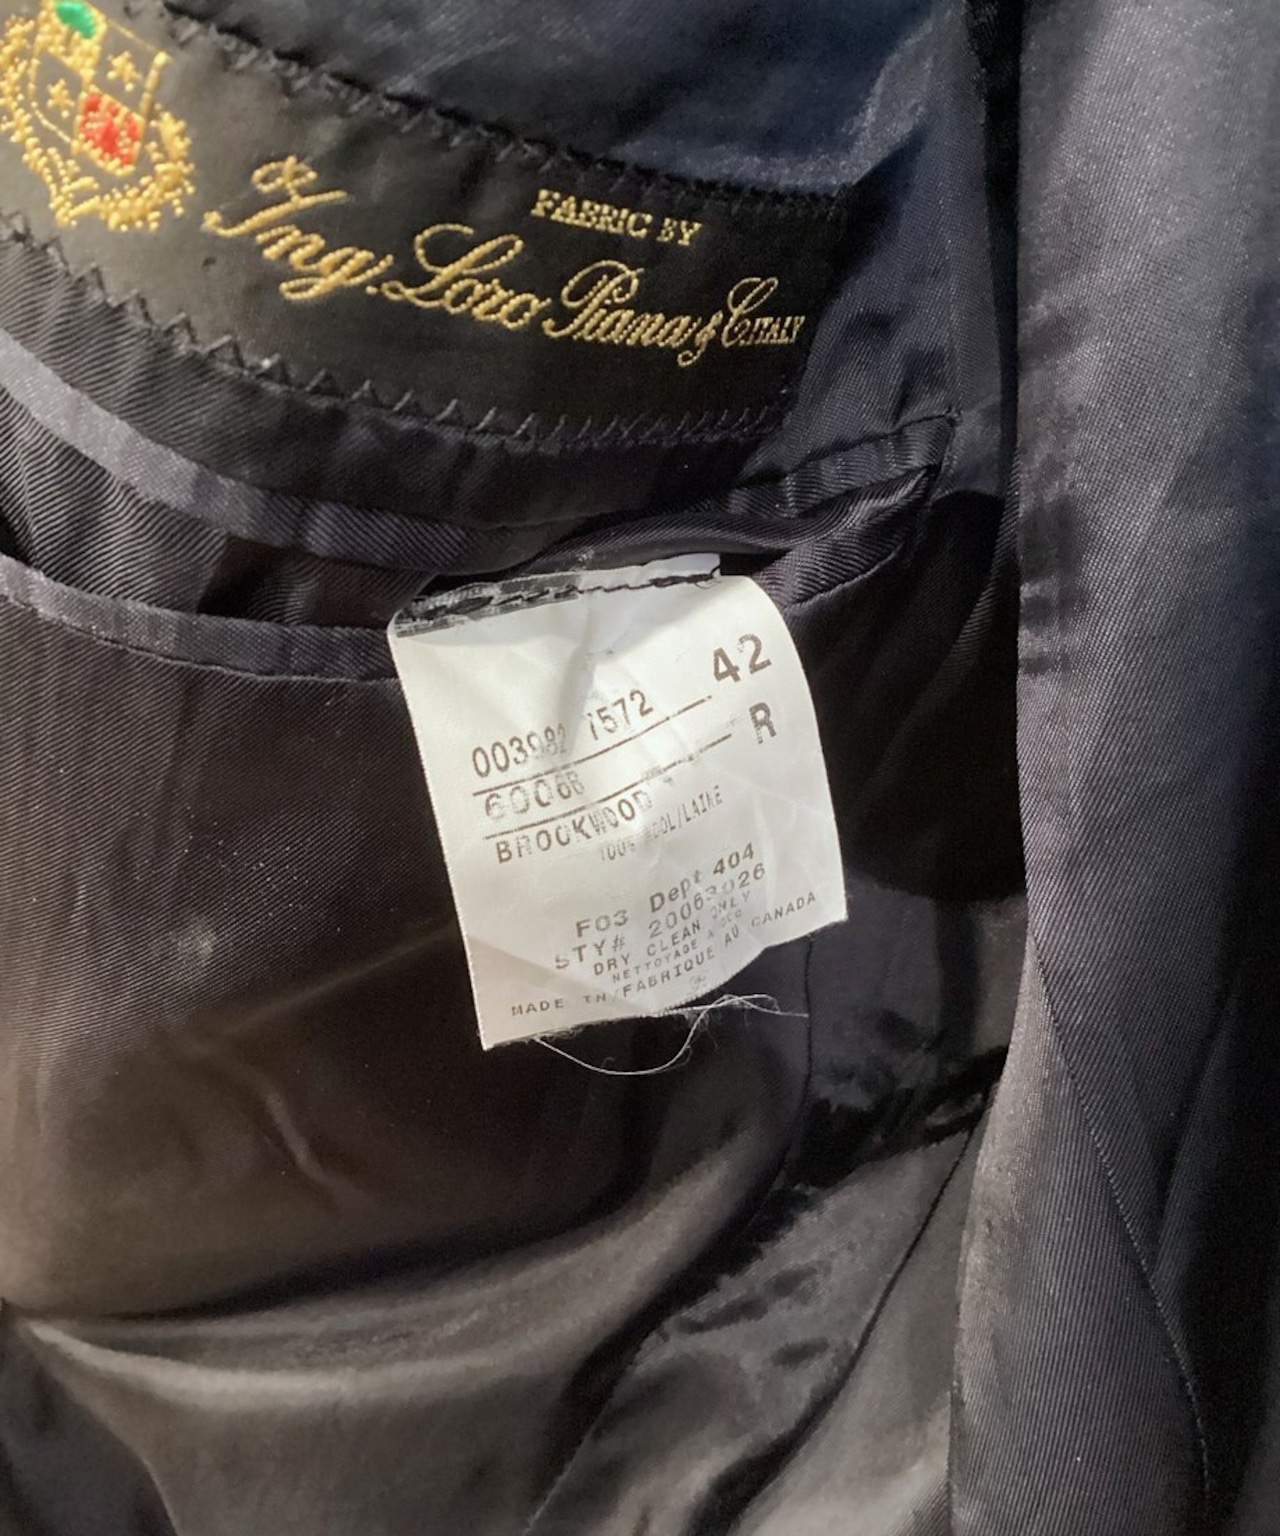 FABRIC BY
Ing. Loro Piana & C. ITALY
42
003982 1572
R
6006B
BROOKWOOD
100% WOOL/LAINE
F03 Dept 404
STY# 20063026
DRY CLEAN ONLY
NETTOYAGE A SEC
MADE IN/FABRIQUE AU CANADA